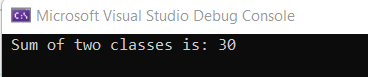 Microsoft Visual Studio Debug Console
Sum of two classes is: 30